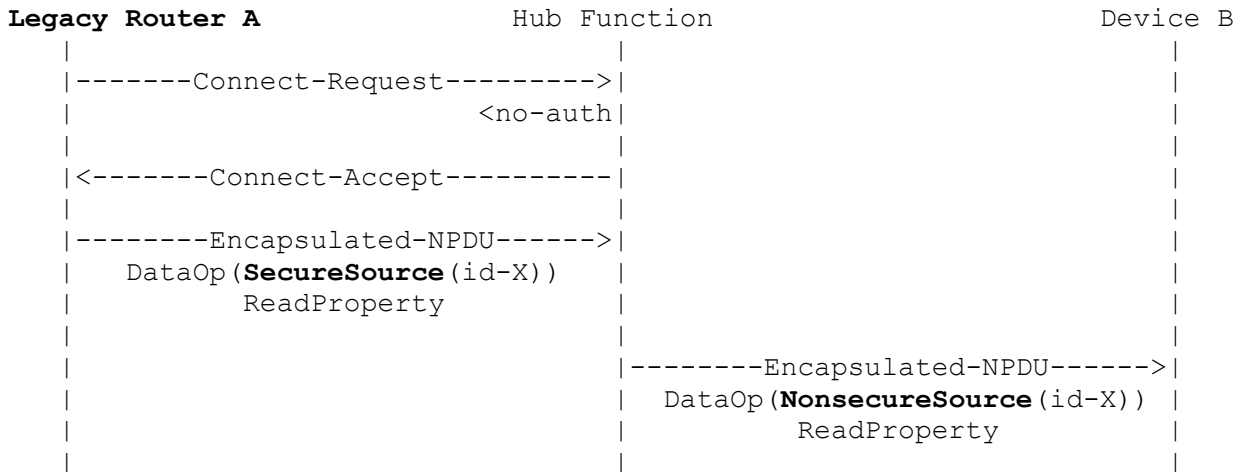 Legacy Router A Hub Function Device B
|-------Connect-Request--------->|
<no-auth|
|<-------Connect-Accept----------|
|--------Encapsulated-NPDU------>|
DataOp(SecureSource(id-X))
ReadProperty
|--------Encapsulated-NPDU------>|
DataOp(NonsecureSource(id-X))
ReadProperty